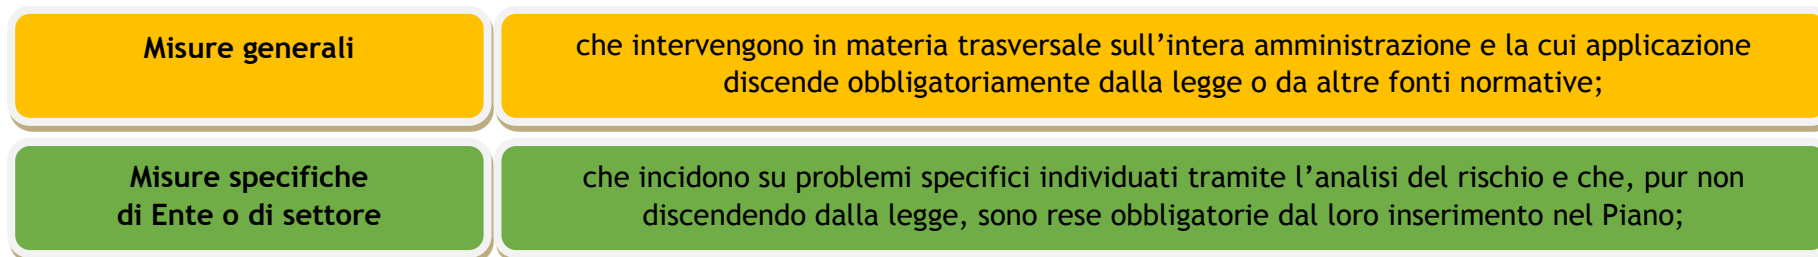 Misure generali
che intervengono in materia trasversale sull’intera amministrazione e la cui applicazione
discende obbligatoriamente dalla legge o da altre fonti normative;
Misure specifiche
di Ente o di settore
che incidono su problemi specifici individuati tramite l’analisi del rischio e che, pur non
discendendo dalla legge, sono rese obbligatorie dal loro inserimento nel Piano;